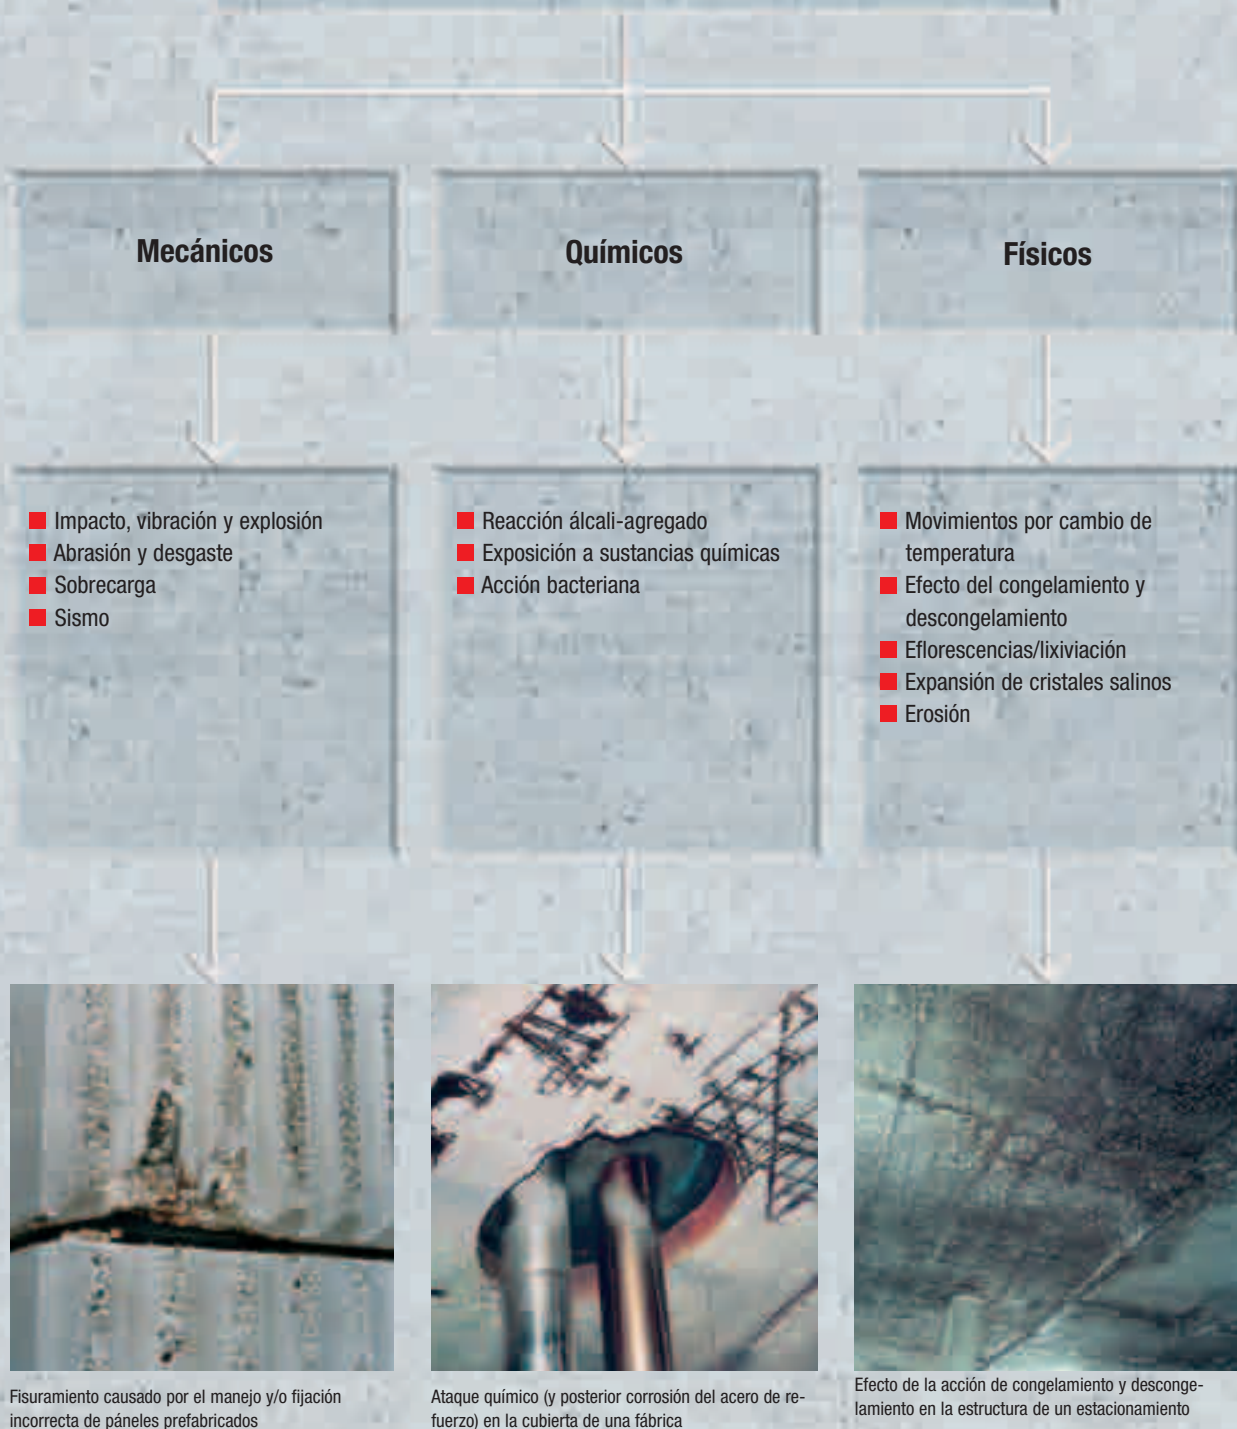 Mecánicos
Químicos
Físicos
Impacto, vibración y explosión
Abrasión y desgaste
Sobrecarga
Sismo
Reacción álcali-agregado
Exposición a sustancias químicas
Acción bacteriana
Movimientos por cambio de
temperatura
Efecto del congelamiento y
descongelamiento
Eflorescencias/lixiviación
Expansión de cristales salinos
Erosión
Fisuramiento causado por el manejo y/o fijación
incorrecta de páneles prefabricados
Ataque químico (y posterior corrosión del acero de re-
fuerzo) en la cubierta de una fábrica
Efecto de la acción de congelamiento y desconge-
lamiento en la estructura de un estacionamiento